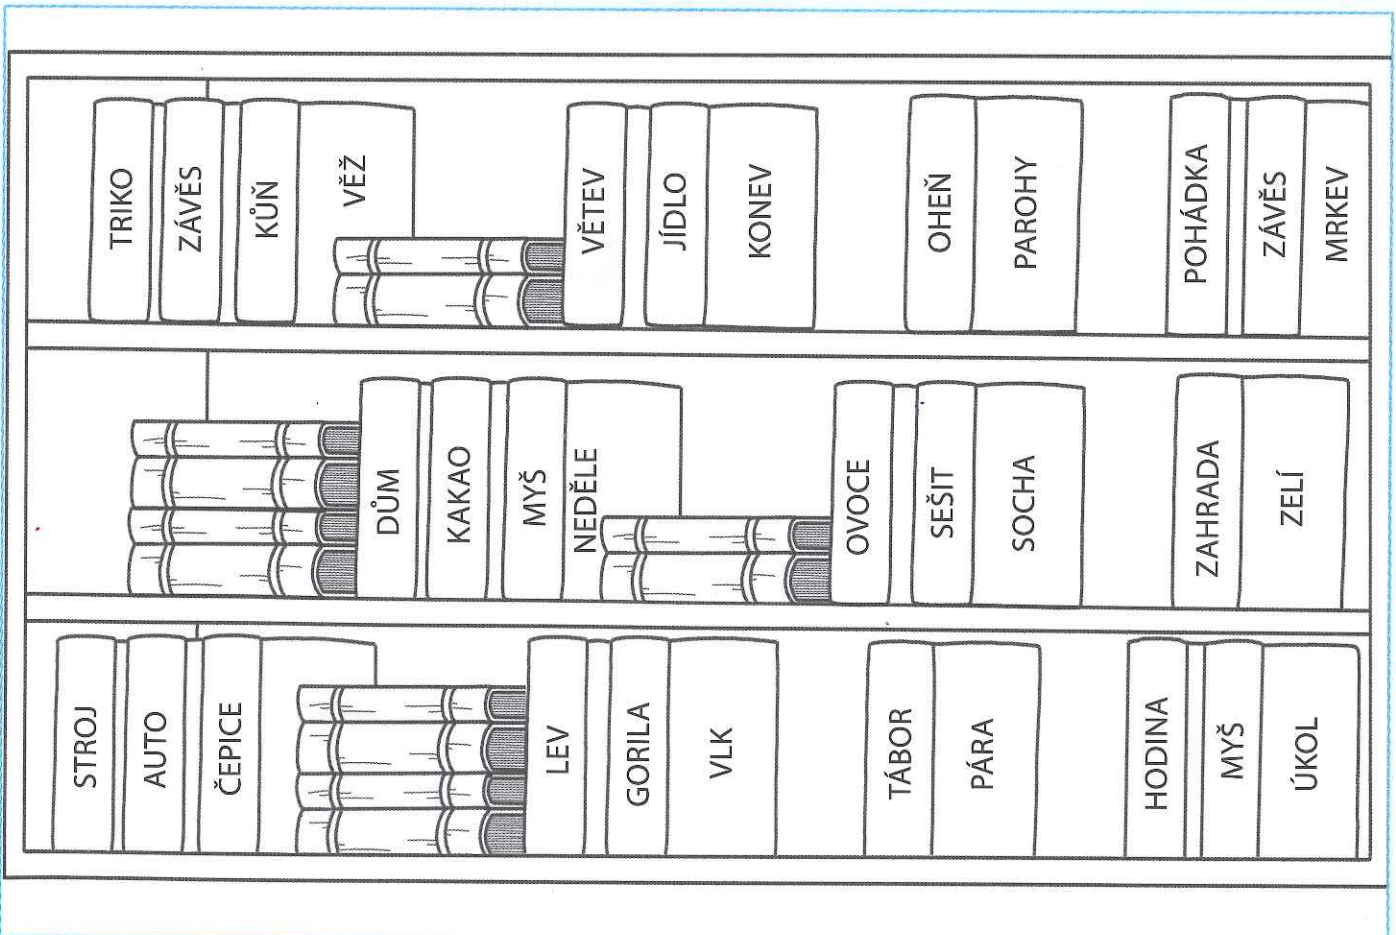 TRIKO
ZÁVĚS
KŮŇ
VĚŽ
VĚTEV
JÍDLO
KONEV
OHEŇ
PAROHY
POHÁDKA
ZÁVĚS
MRKEV
DŮM
KAKAO
MYŠ
NEDĚLE
OVOCE
SEŠIT
SOCHA
ZAHRADA
ZELÍ
STROJ
AUTO
ČEPICE
LEV
GORILA
VLK
TÁBOR
PÁRA
HODINA
MYŠ
ÚKOL